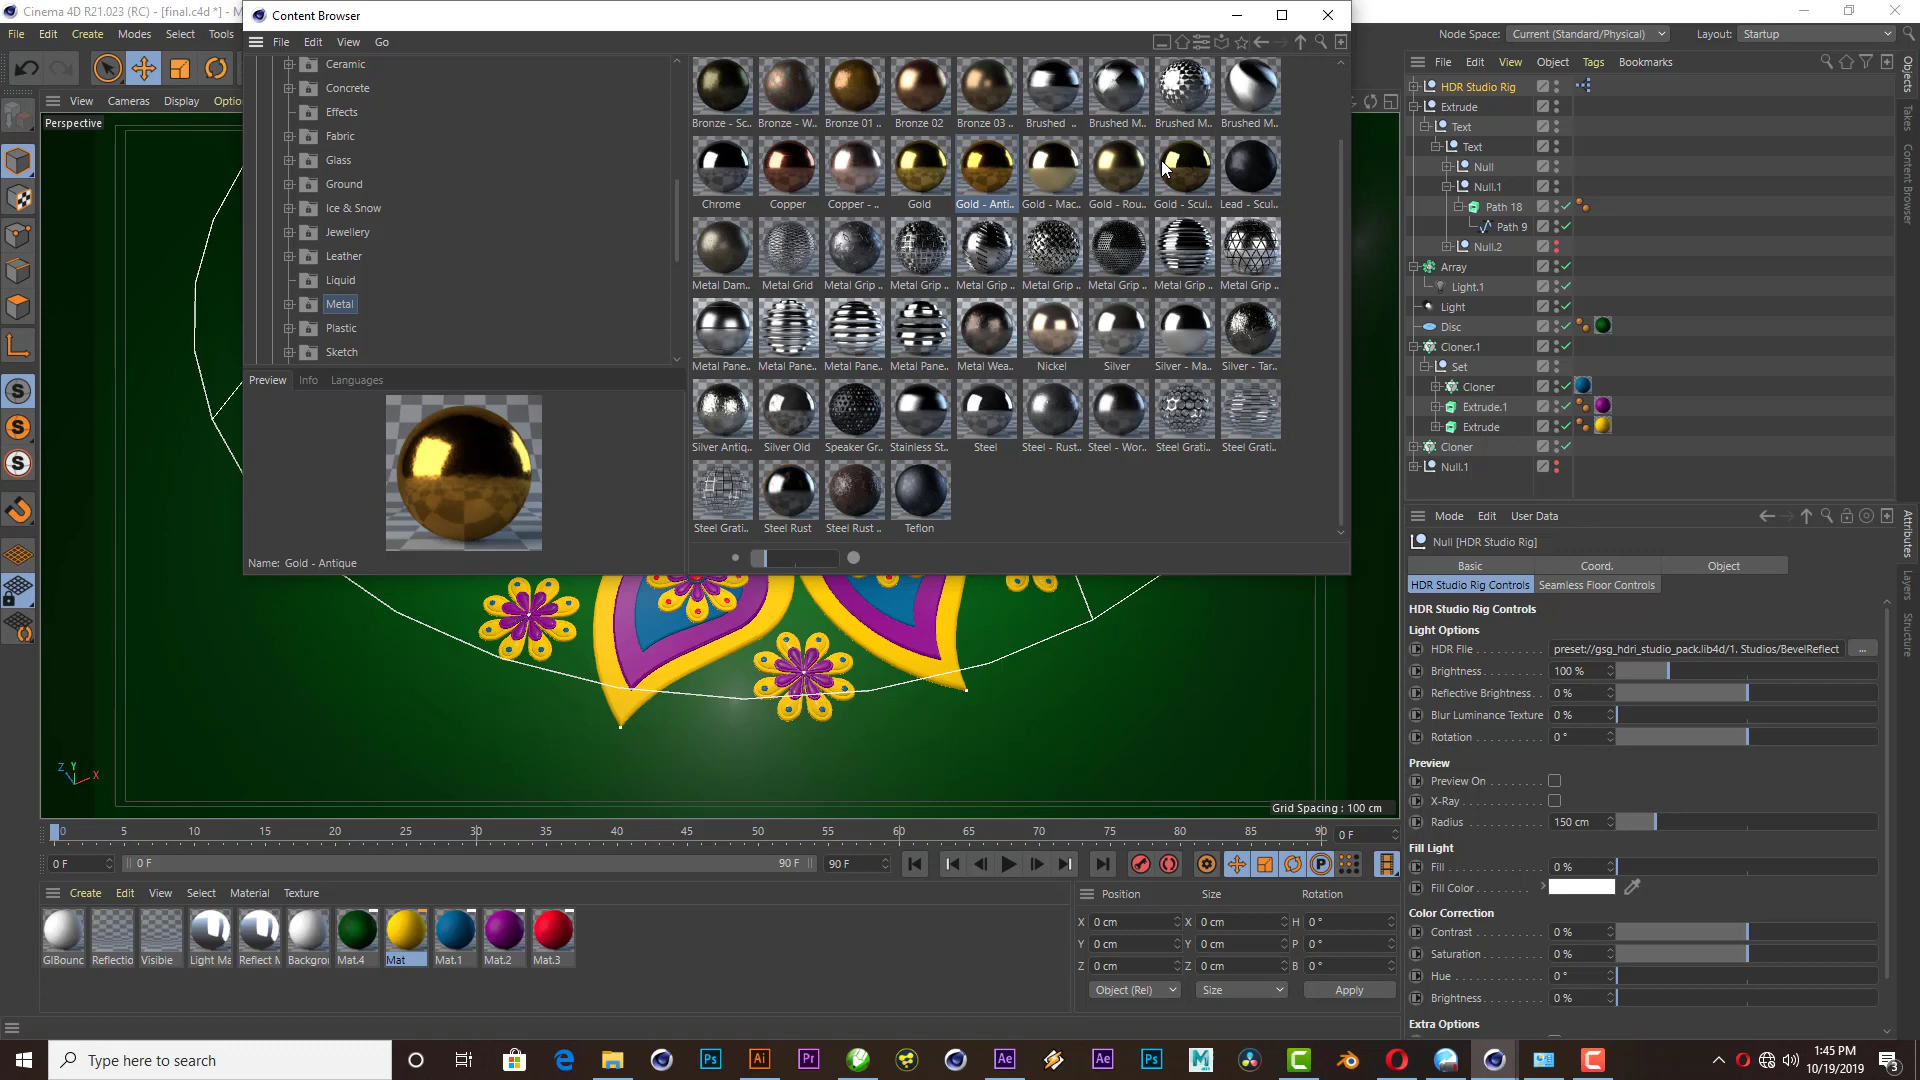 Cinema 4D R21.023 (RC) - [final.c4d *] - M
File Edit Create Modes Select Tools
Content Browser
File Edit View Go
Node Space: Current (Standard/Physical) Layout: Startup
View Cameras Display Optio
Perspective
Ceramic
Concrete
Effects
Fabric
Glass
Ground
Ice & Snow
Jewellery
Leather
Liquid
Metal
Plastic
Sketch
Preview Info Languages
Name: Gold - Antique
Bronze - Sc.. Bronze - W.. Bronze 01 .. Bronze 02 Bronze 03 .. Brushed .. Brushed M.. Brushed M.. Brushed M..
Chrome Copper Copper - .. Gold Gold - Anti.. Gold - Mac.. Gold - Rou.. Gold - Scul.. Lead - Scul..
Metal Dam.. Metal Grid Metal Grip .. Metal Grip .. Metal Grip .. Metal Grip .. Metal Grip .. Metal Grip .. Metal Grip ..
Metal Pane.. Metal Pane.. Metal Pane.. Metal Pane.. Metal Wea.. Nickel Silver Silver - Ma.. Silver - Tar..
Silver Antiq.. Silver Old Speaker Gr.. Stainless St.. Steel Steel - Rust.. Steel - Wor.. Steel Grati.. Steel Grati..
Steel Grati.. Steel Rust Steel Rust .. Teflon
Z Y X
Grid Spacing : 100 cm
0 5 10 15 20 25 30 35 40 45 50 55 60 65 70 75 80 85 90 0 F
0 F 0 F 90 F 90 F
Create Edit View Select Material Texture
GIBounc Reflectio Visible Light Ma Reflect M Backgrou Mat.4 Mat Mat.1 Mat.2 Mat.3
Position Size Rotation
X 0 cm X 0 cm H 0 °
Y 0 cm Y 0 cm P 0 °
Z 0 cm Z 0 cm B 0 °
Object (Rel) Size Apply
File Edit View Object Tags Bookmarks
HDR Studio Rig
Extrude
Text
Text
Null
Null.1
Path 18
Path 9
Null.2
Array
Light.1
Light
Disc
Cloner.1
Set
Cloner
Extrude.1
Extrude
Cloner
Null.1
Objects
Takes
Content Browser
Attributes
Layers
Structure
Mode Edit User Data
Null [HDR Studio Rig]
Basic Coord. Object
HDR Studio Rig Controls Seamless Floor Controls
HDR Studio Rig Controls
Light Options
HDR File preset://gsg_hdri_studio_pack.lib4d/1. Studios/BevelReflect ...
Brightness 100 %
Reflective Brightness 0 %
Blur Luminance Texture 0 %
Rotation 0 °
Preview
Preview On
X-Ray
Radius 150 cm
Fill Light
Fill 0 %
Fill Color
Color Correction
Contrast 0 %
Saturation 0 %
Hue 0 °
Brightness 0 %
Extra Options
Type here to search
1:45 PM
10/19/2019
3